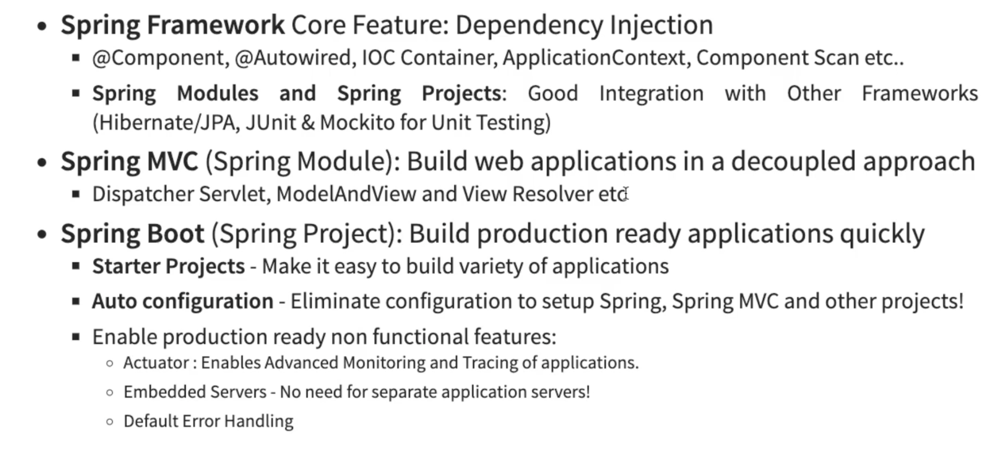 • Spring Framework Core Feature: Dependency Injection
▪ @Component, @Autowired, IOC Container, ApplicationContext, Component Scan etc..
▪ Spring Modules and Spring Projects: Good Integration with Other Frameworks
(Hibernate/JPA, JUnit & Mockito for Unit Testing)
• Spring MVC (Spring Module): Build web applications in a decoupled approach
▪ Dispatcher Servlet, ModelAndView and View Resolver etc
• Spring Boot (Spring Project): Build production ready applications quickly
▪ Starter Projects - Make it easy to build variety of applications
▪ Auto configuration - Eliminate configuration to setup Spring, Spring MVC and other projects!
▪ Enable production ready non functional features:
○ Actuator : Enables Advanced Monitoring and Tracing of applications.
○ Embedded Servers - No need for separate application servers!
○ Default Error Handling